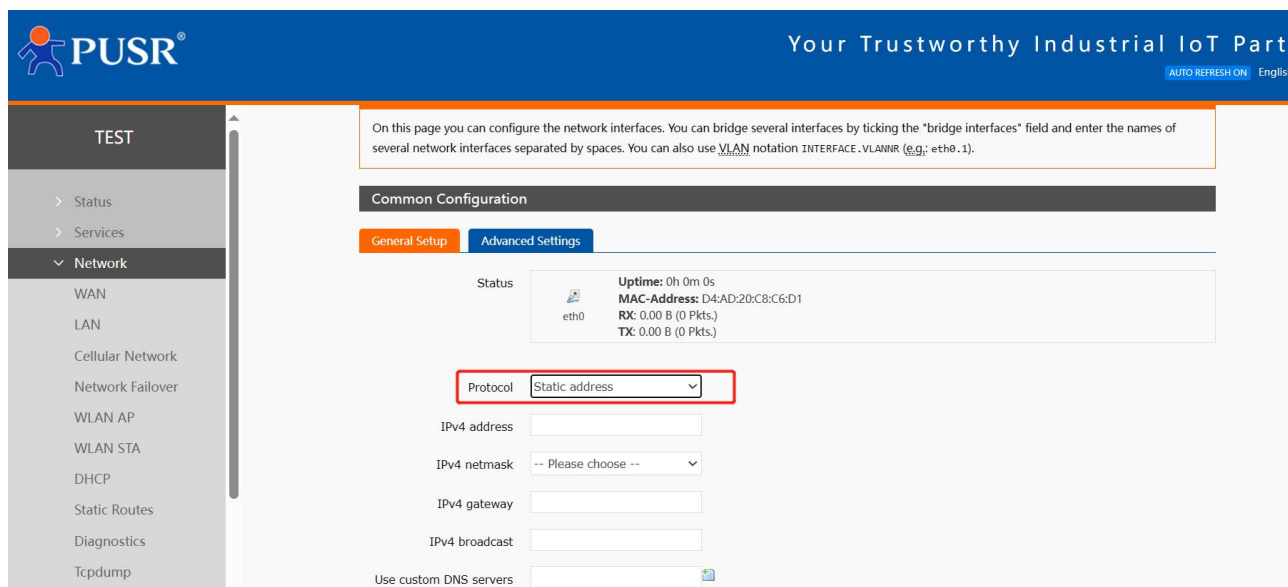 PUSR®
Your Trustworthy Industrial IoT Part
AUTO REFRESH ON Englis
TEST
Status
Services
Network
WAN
LAN
Cellular Network
Network Failover
WLAN AP
WLAN STA
DHCP
Static Routes
Diagnostics
Tcpdump
On this page you can configure the network interfaces. You can bridge several interfaces by ticking the "bridge interfaces" field and enter the names of
several network interfaces separated by spaces. You can also use VLAN notation INTERFACE.VLANNR (e.g.: eth0.1).
Common Configuration
General Setup Advanced Settings
Status
eth0
Uptime: 0h 0m 0s
MAC-Address: D4:AD:20:C8:C6:D1
RX: 0.00 B (0 Pkts.)
TX: 0.00 B (0 Pkts.)
Protocol Static address
IPv4 address
IPv4 netmask -- Please choose --
IPv4 gateway
IPv4 broadcast
Use custom DNS servers